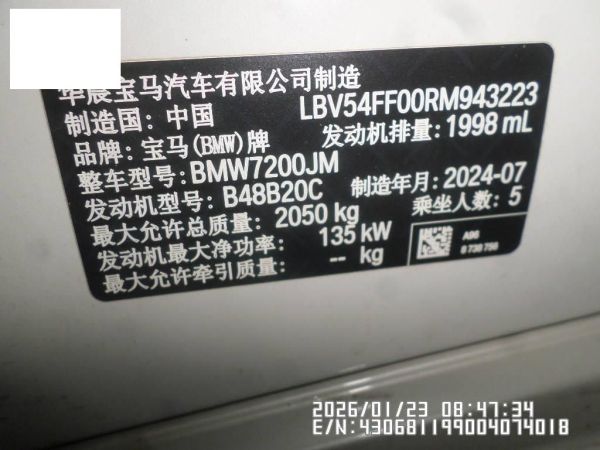 华晨宝马汽车有限公司制造
制造国：中国 LBV54FF00RM943223
品牌：宝马(BMW)牌 发动机排量：1998 mL
整车型号：BMW7200JM
发动机型号：B48B20C 制造年月：2024-07
最大允许总质量：2050 kg 乘坐人数：5
发动机最大净功率：135 kW
最大允许牵引质量：-- kg
A96
8 738 756
2026/01/23 08:47:34
E/N:430681199004074018